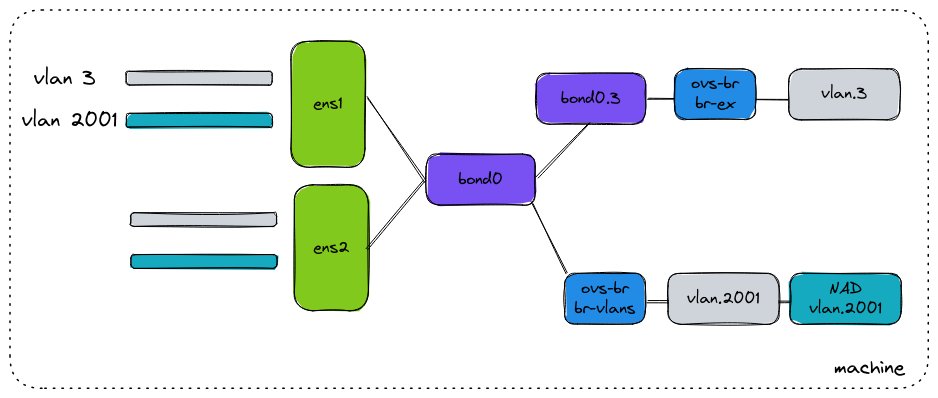 vlan 3
vlan 2001
ens1
ens2
bond0
bond0.3
ovs-br
br-ex
vlan.3
ovs-br
br-vlans
vlan.2001
NAD
vlan.2001
machine